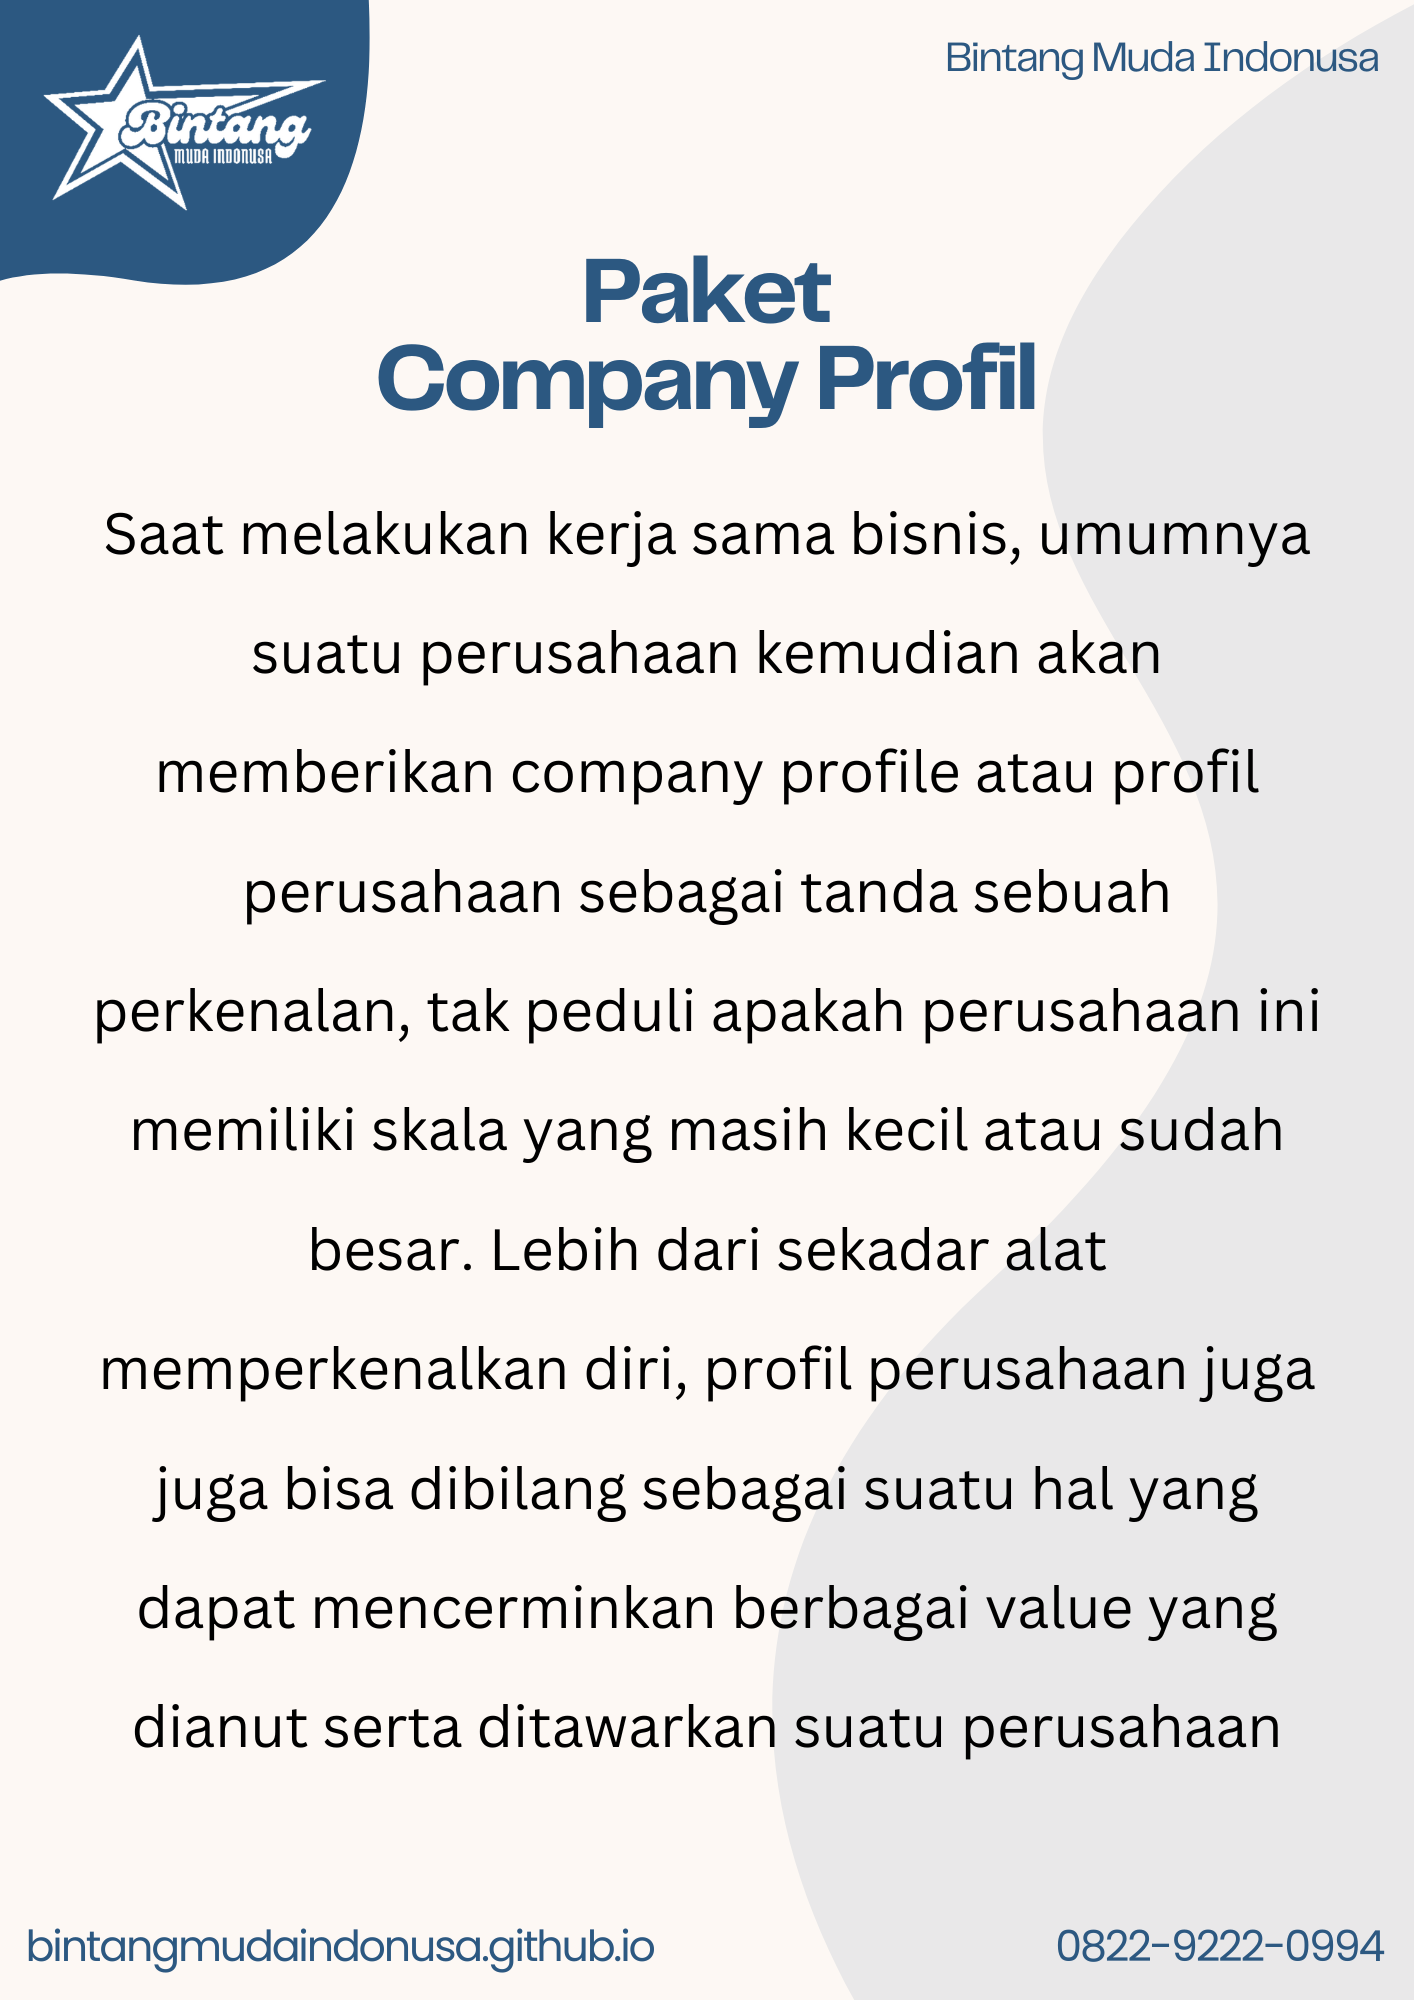 Bintang
MUDA INDONUSA
Bintang Muda Indonusa
Paket
Company Profil
Saat melakukan kerja sama bisnis, umumnya
suatu perusahaan kemudian akan
memberikan company profile atau profil
perusahaan sebagai tanda sebuah
perkenalan, tak peduli apakah perusahaan ini
memiliki skala yang masih kecil atau sudah
besar. Lebih dari sekadar alat
memperkenalkan diri, profil perusahaan juga
juga bisa dibilang sebagai suatu hal yang
dapat mencerminkan berbagai value yang
dianut serta ditawarkan suatu perusahaan
bintangmudaindonusa.github.io
0822-9222-0994